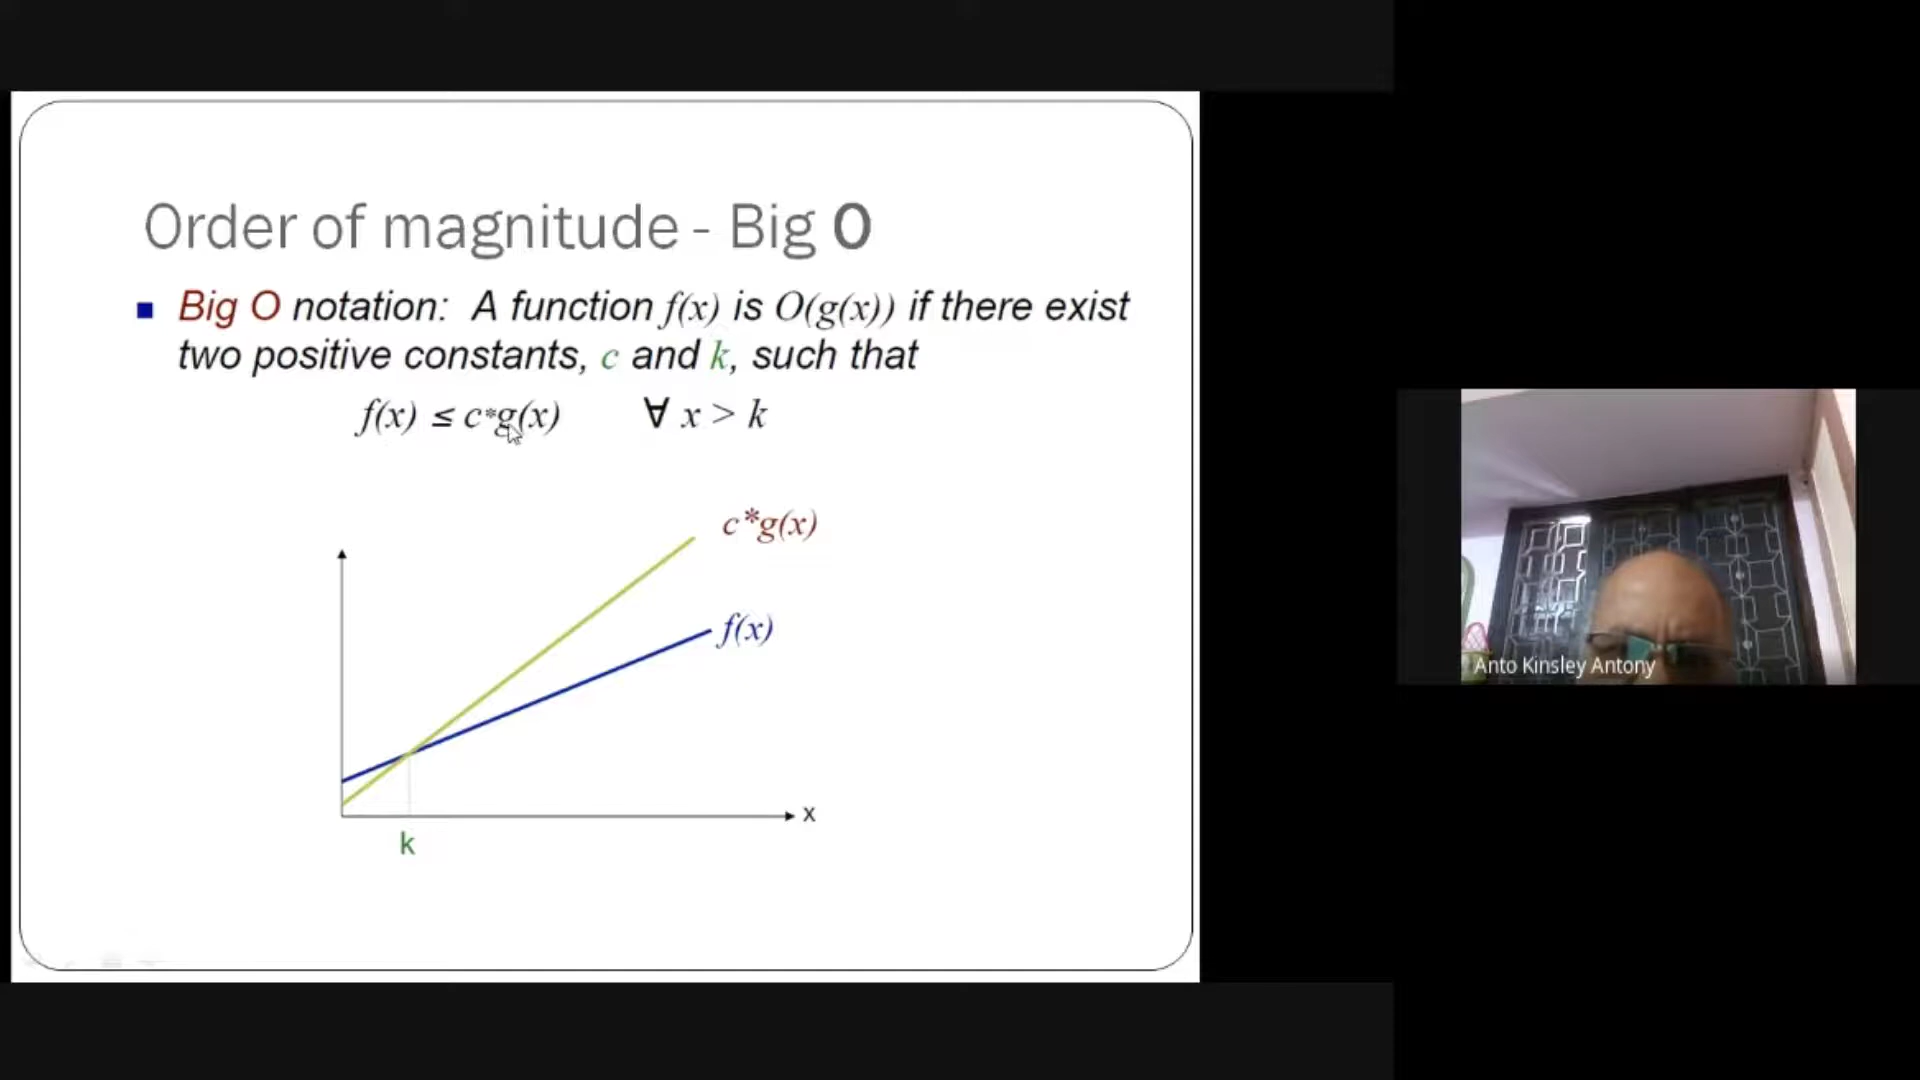 Order of magnitude - Big O
Big O notation: A function f(x) is O(g(x)) if there exist
two positive constants, c and k, such that
f(x) ≤ c*g(x) ∀ x > k
c*g(x)
f(x)
x
k
Anto Kinsley Antony